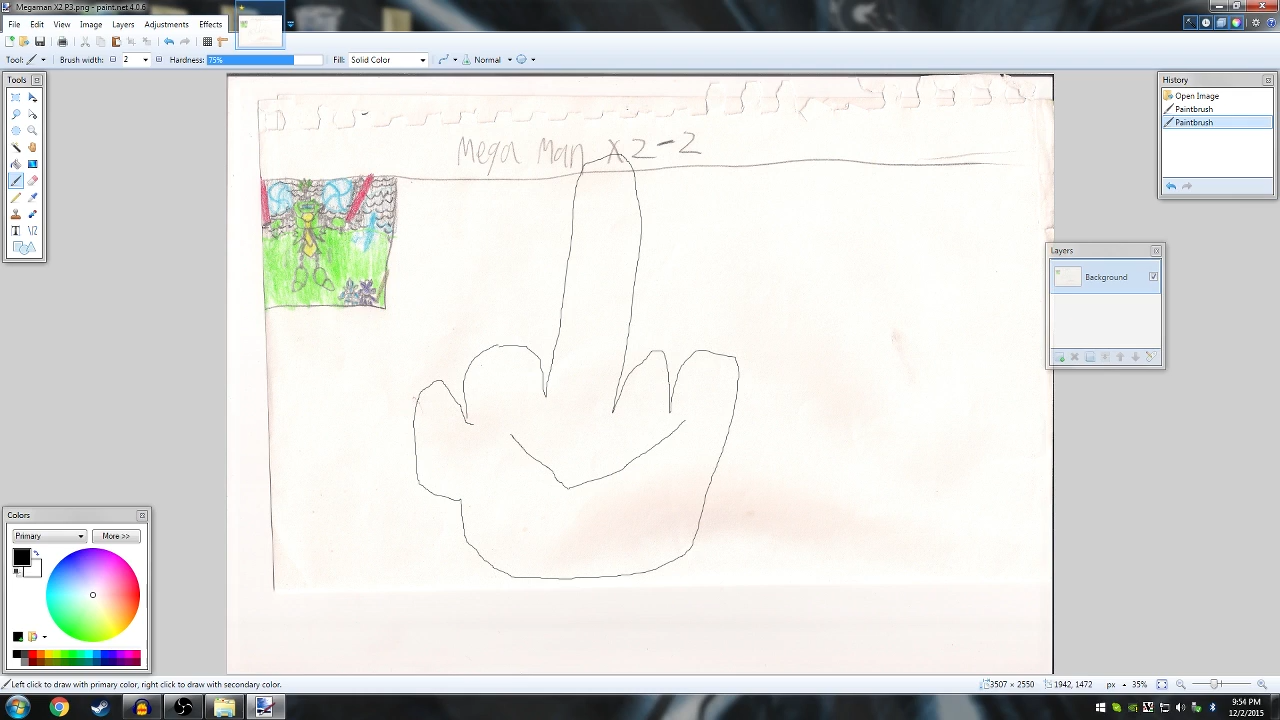 Megaman X2 P3.png - paint.net 4.0.6
File Edit View Image Layers Adjustments Effects
Tool: Brush width: 2 Hardness: 75% Fill: Solid Color Normal
Tools
History
Open Image
Paintbrush
Paintbrush
Mega Man X2-2
Layers
Background
Colors
Primary More >>
Left click to draw with primary color, right click to draw with secondary color.
3507 × 2550 1942, 1472 px 35%
9:54 PM
12/2/2015